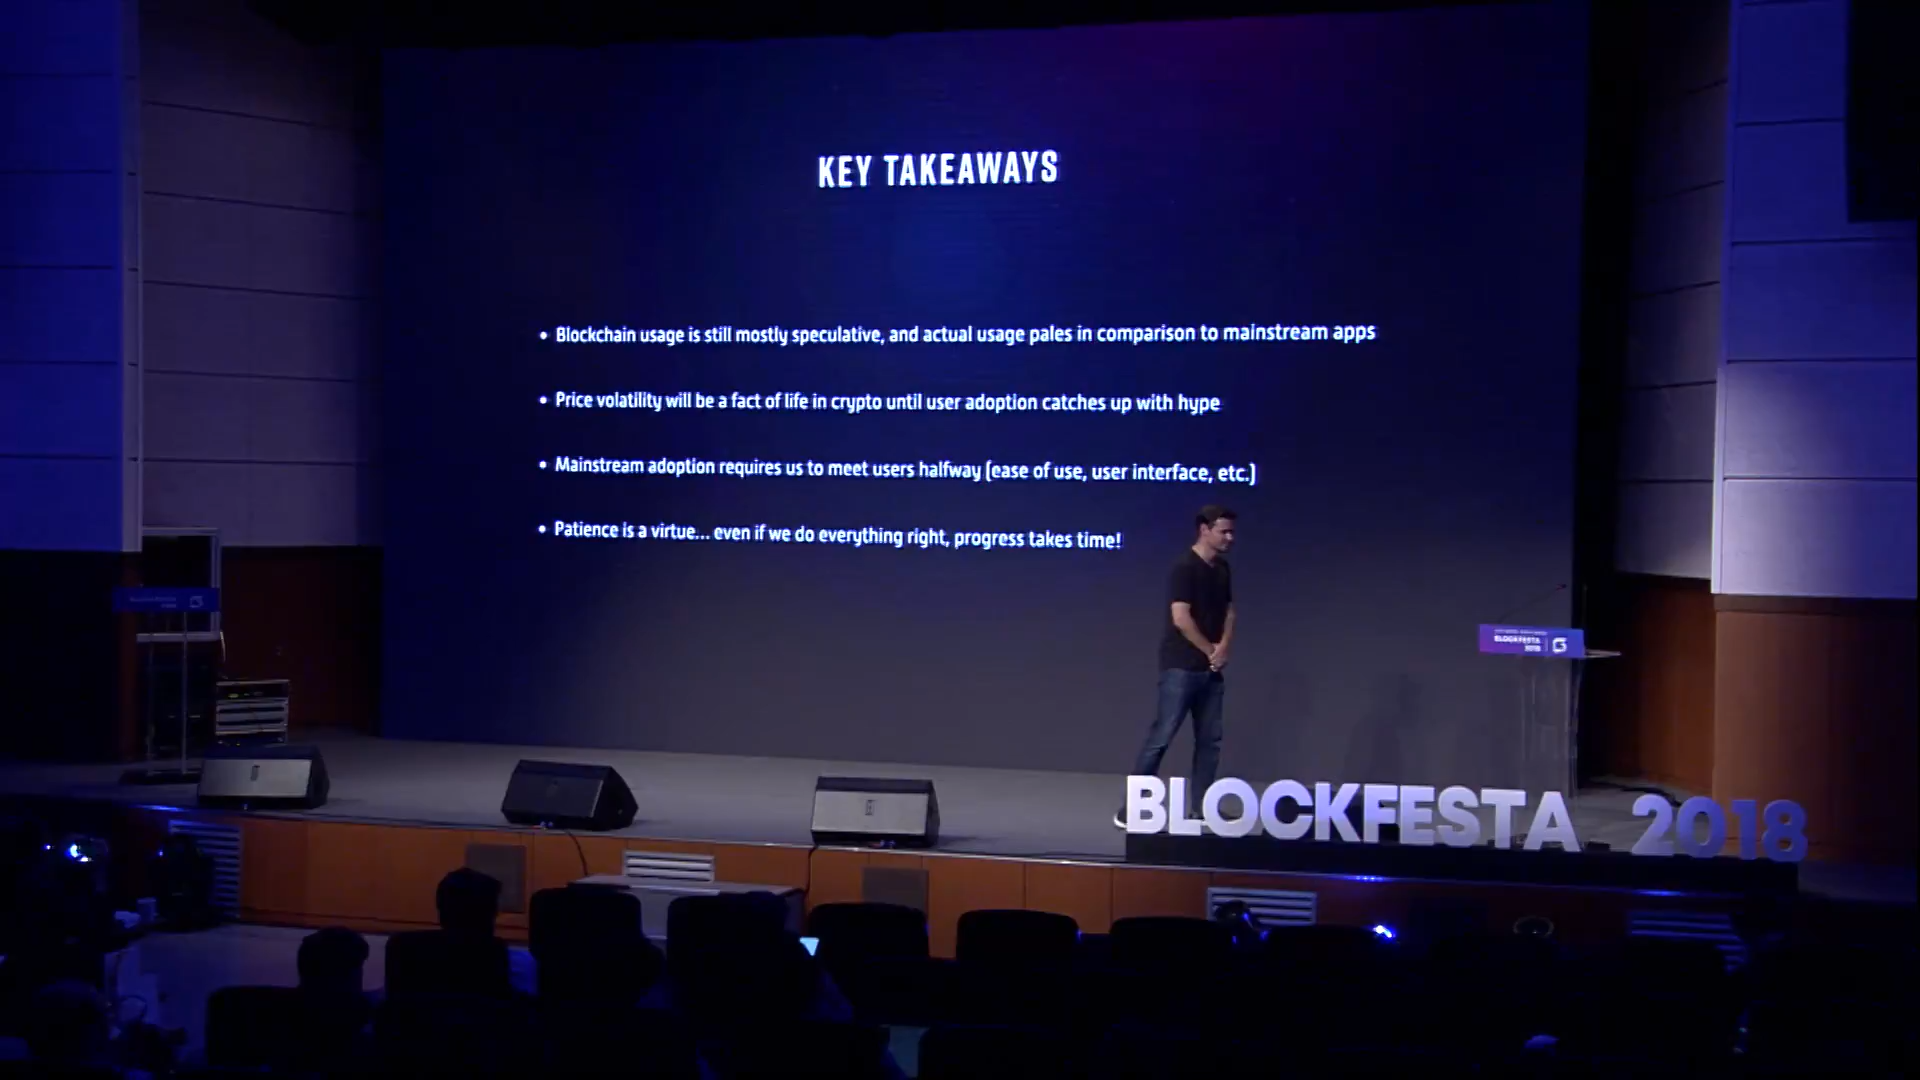 KEY TAKEAWAYS
• Blockchain usage is still mostly speculative, and actual usage pales in comparison to mainstream apps
• Price volatility will be a fact of life in crypto until user adoption catches up with hype
• Mainstream adoption requires us to meet users halfway (ease of use, user interface, etc.)
• Patience is a virtue... even if we do everything right, progress takes time!
BLOCKFESTA
2018
BLOCKFESTA 2018